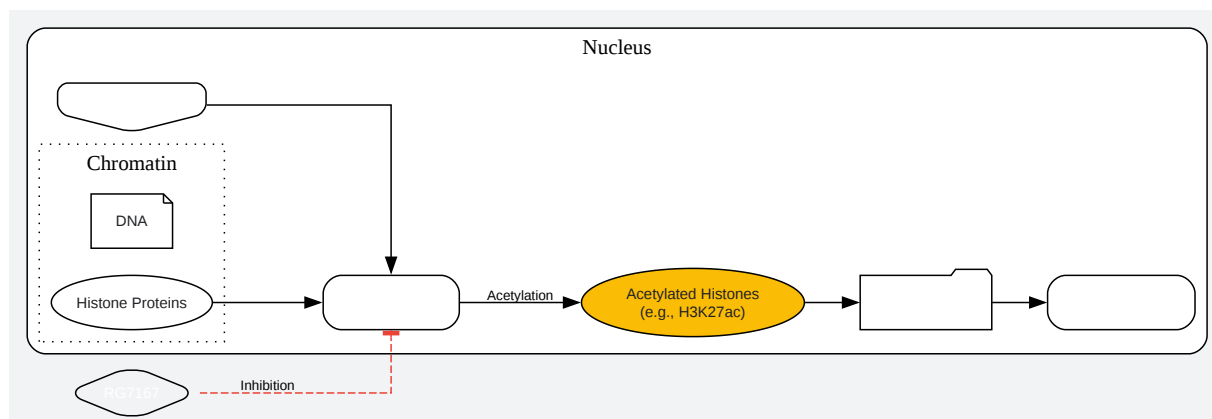 Nucleus
Chromatin
DNA
Histone Proteins
Acetylation
Acetylated Histones
(e.g., H3K27ac)
RG7167
Inhibition